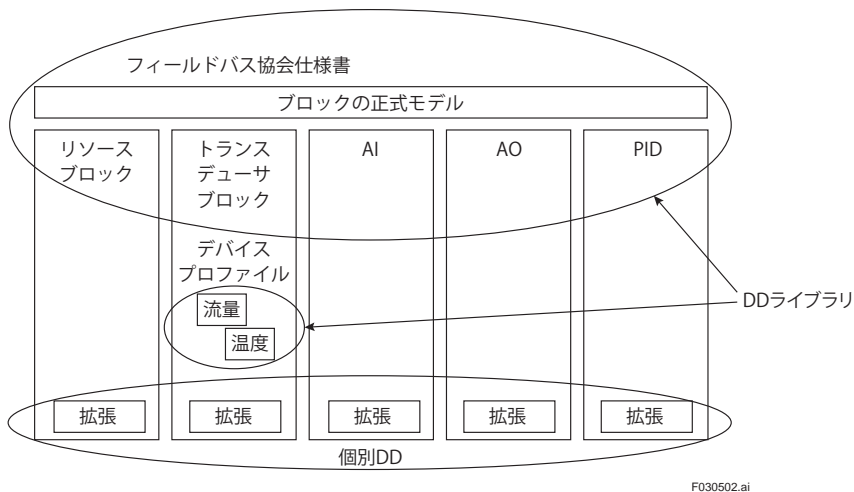 フィールドバス協会仕様書
ブロックの正式モデル
リソース
ブロック
トランス
デューサ
ブロック
AI
AO
PID
デバイス
プロファイル
流量
温度
DDライブラリ
拡張
拡張
拡張
拡張
拡張
個別DD
F030502.ai